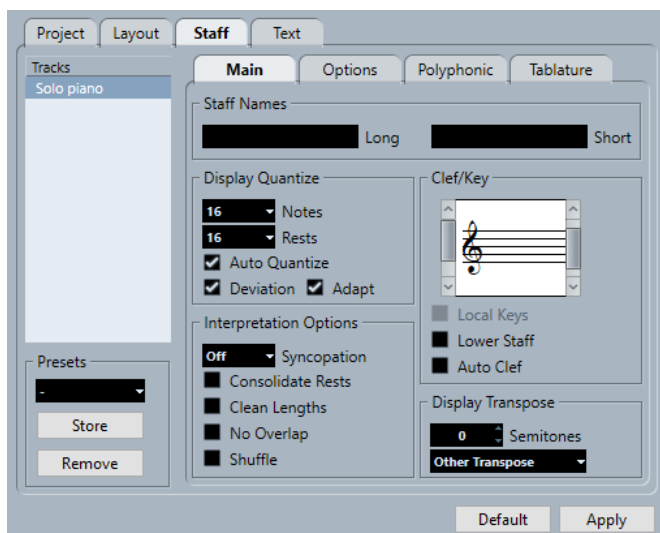 Project Layout Staff Text
Tracks
Solo piano
Main Options Polyphonic Tablature
Staff Names
Long Short
Display Quantize
16 Notes
16 Rests
Auto Quantize
Deviation Adapt
Clef/Key
Local Keys
Lower Staff
Auto Clef
Interpretation Options
Off Syncopation
Consolidate Rests
Clean Lengths
No Overlap
Shuffle
Display Transpose
0 Semitones
Other Transpose
Presets
-
Store
Remove
Default Apply